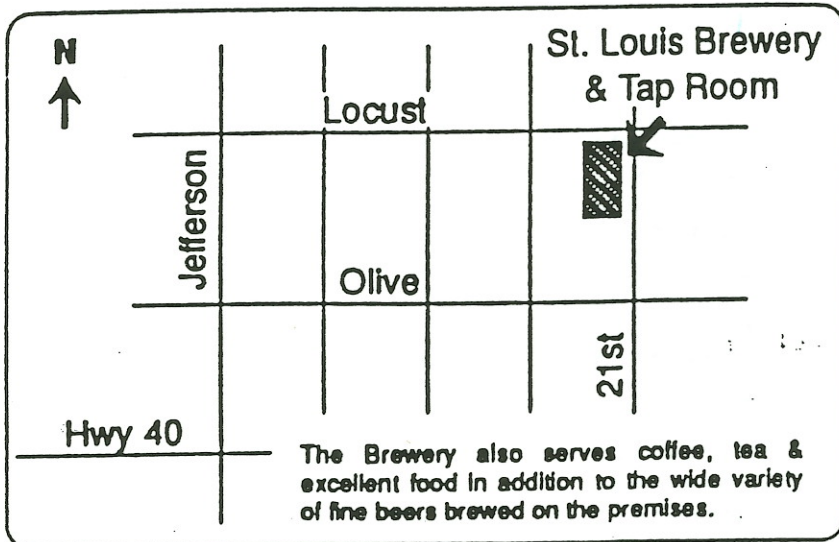 N
St. Louis Brewery
& Tap Room
Locust
Jefferson
Olive
21st
Hwy 40
The Brewery also serves coffee, tea &
excellent food in addition to the wide variety
of fine beers brewed on the premises.